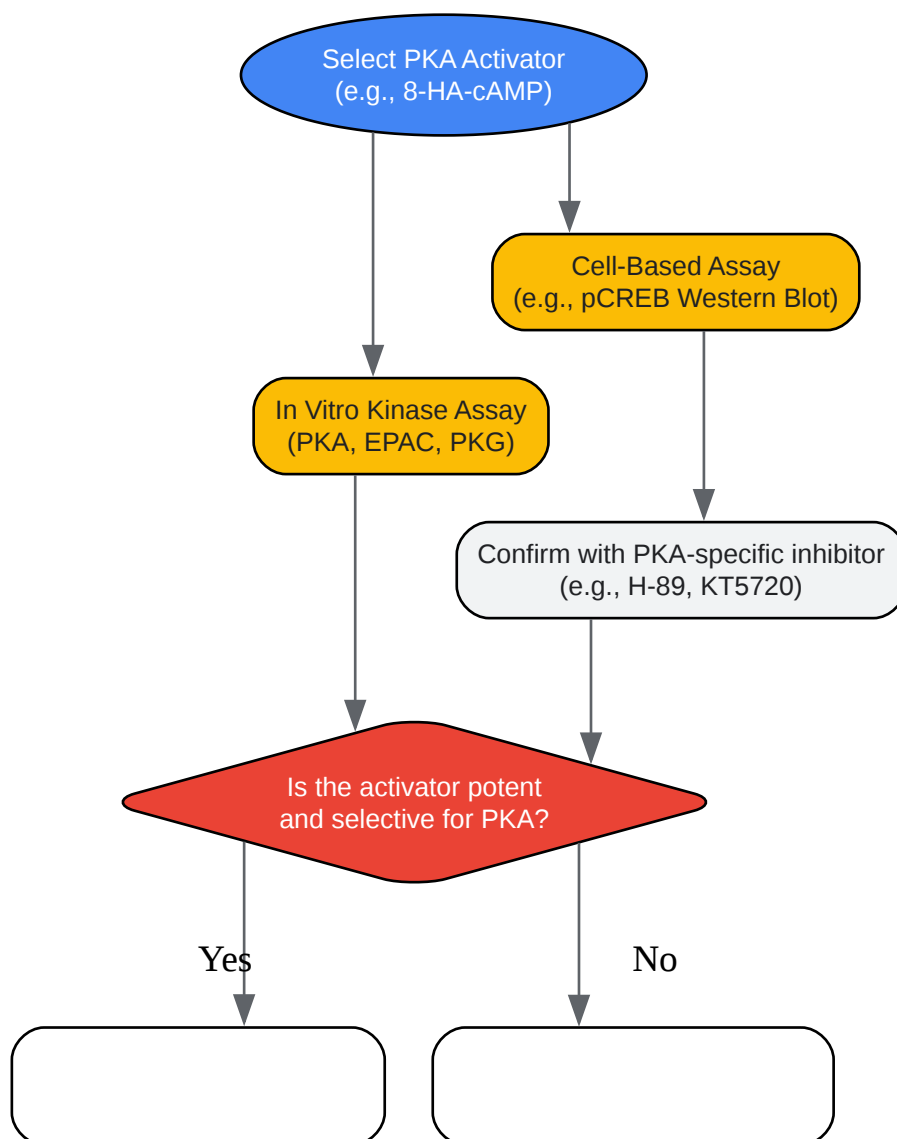 Select PKA Activator
(e.g., 8-HA-cAMP)
Cell-Based Assay
(e.g., pCREB Western Blot)
In Vitro Kinase Assay
(PKA, EPAC, PKG)
Confirm with PKA-specific inhibitor
(e.g., H-89, KT5720)
Is the activator potent
and selective for PKA?
Yes
No